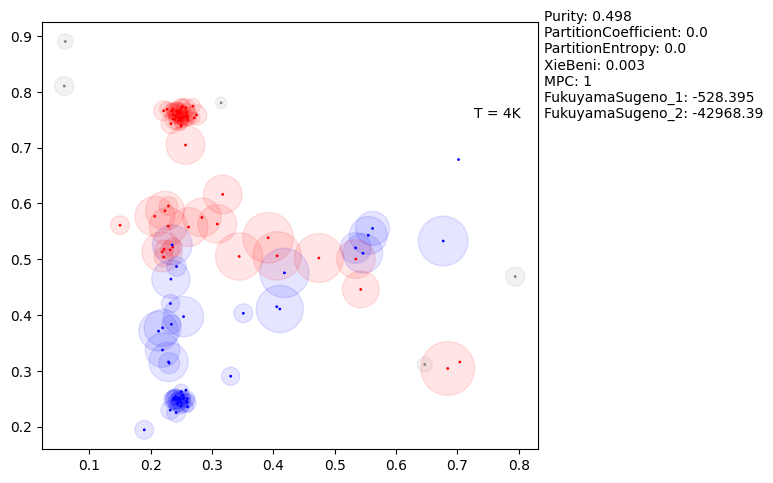 Purity: 0.498
PartitionCoefficient: 0.0
PartitionEntropy: 0.0
XieBeni: 0.003
MPC: 1
FukuyamaSugeno_1: -528.395
FukuyamaSugeno_2: -42968.39
T = 4K
0.9
0.8
0.7
0.6
0.5
0.4
0.3
0.2
0.1
0.2
0.3
0.4
0.5
0.6
0.7
0.8